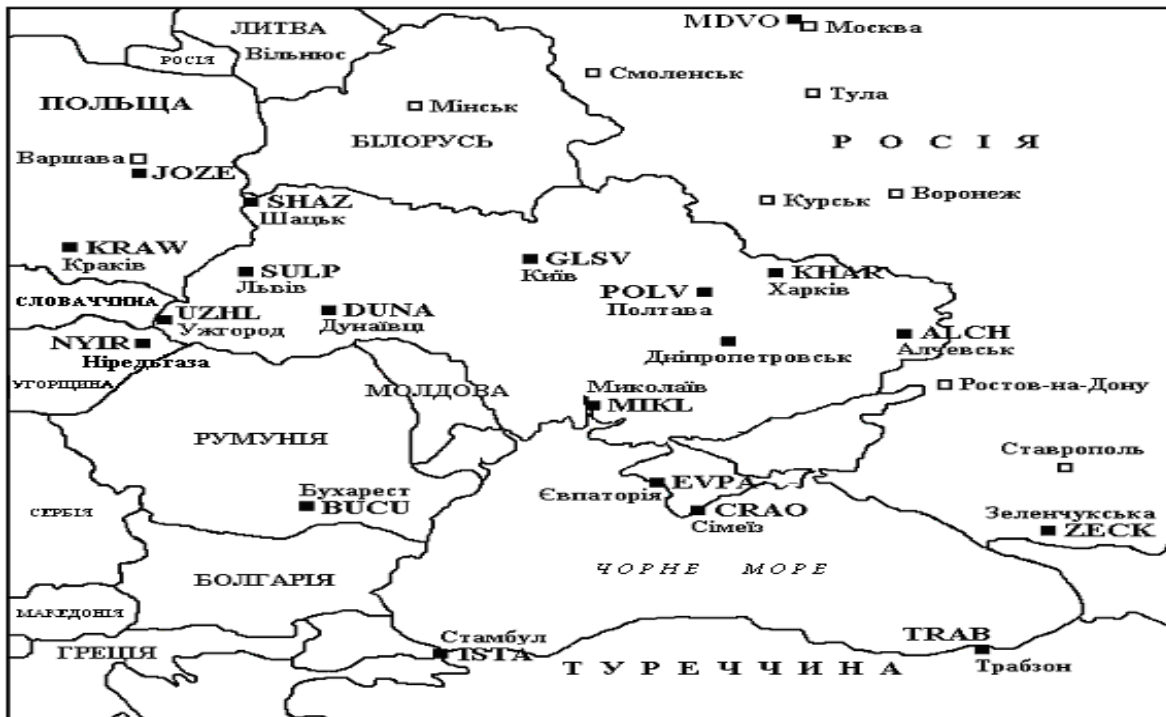 ЛИТВА
MDVO
Москва
Вільнюс
РОСІЯ
Смоленськ
ПОЛЬЩА
Тула
Мінськ
БІЛОРУСЬ
РОСІЯ
Варшава
JOZE
SHAZ
Шацьк
Курськ
Воронеж
KRAW
Краків
SULP
Львів
GLSV
Київ
KHAR
Харків
СЛОВАЧЧИНА
UZHL
Ужгород
DUNA
Дунаївці
POLV
Полтава
ALCH
Алчевськ
NYIR
Ніредьгаза
Дніпропетровськ
УГОРЩИНА
МОЛДОВА
Миколаїв
MIKL
Ростов-на-Дону
РУМУНІЯ
Ставрополь
Бухарест
BUCU
EVPA
Євпаторія
CRAO
Сімеїз
СЕРБІЯ
Зеленчукська
ZECK
БОЛГАРІЯ
ЧОРНЕ МОРЕ
МАКЕДОНІЯ
ГРЕЦІЯ
Стамбул
ISTA
ТУРЕЧЧИНА
TRAB
Трабзон